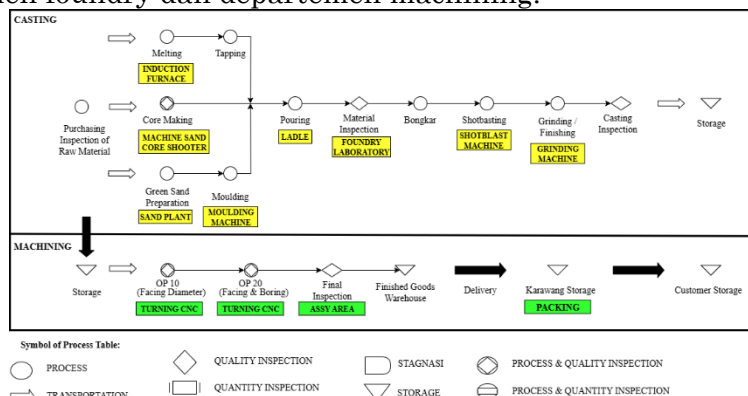 dan departemen machining.
CASTING
Melting
Tapping
INDUCTION
FURNACE
Purchasing
Inspection of
Raw Material
Core Making
MACHINE SAND
CORE SHOOTER
Pouring
LADLE
Material
Inspection
FOUNDRY
LABORATORY
Bongkar
Shotbasting
SHOTBLAST
MACHINE
Grinding /
Finishing
GRINDING
MACHINE
Casting
Inspection
Storage
Green Sand
Preparation
SAND PLANT
Moulding
MOULDING
MACHINE
MACHINING
Storage
OP 10
(Facing Diameter)
TURNING CNC
OP 20
(Facing & Boring)
TURNING CNC
Final
Inspection
ASSY AREA
Finished Goods
Warehouse
Delivery
Karawang Storage
PACKING
Customer Storage
Symbol of Process Table:
PROCESS
QUALITY INSPECTION
STAGNASI
PROCESS & QUALITY INSPECTION
TRANSPORTATION
QUANTITY INSPECTION
STORAGE
PROCESS & QUANTITY INSPECTION